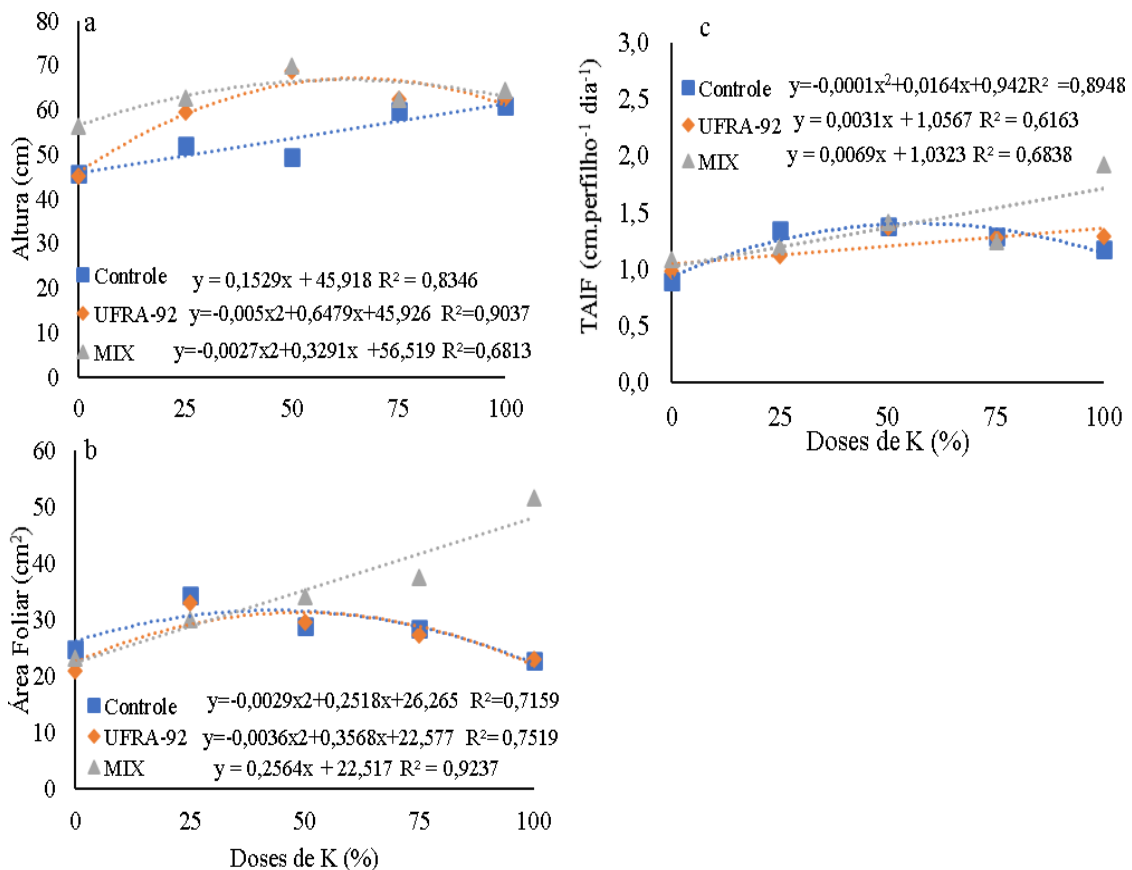 a
80
70
60
50
40
30
20
10
0
Altura (cm)
Controle y = 0,1529x + 45,918 R² = 0,8346
UFRA-92 y=-0,005x2+0,6479x+45,926 R²=0,9037
MIX y=-0,0027x2+0,3291x +56,519 R²=0,6813
0 25 50 75 100
b
60
50
40
30
20
10
0
Área Foliar (cm²)
Controle y=-0,0029x2+0,2518x+26,265 R²=0,7159
UFRA-92 y=-0,0036x2+0,3568x+22,577 R²=0,7519
MIX y = 0,2564x + 22,517 R² = 0,9237
0 25 50 75 100
Doses de K (%)
c
3,0
2,5
2,0
1,5
1,0
0,5
0,0
TAlF (cm.perfilho⁻¹ dia⁻¹)
Controle y=-0,0001x²+0,0164x+0,942R² =0,8948
UFRA-92 y = 0,0031x + 1,0567 R² = 0,6163
MIX y = 0,0069x + 1,0323 R² = 0,6838
0 25 50 75 100
Doses de K (%)